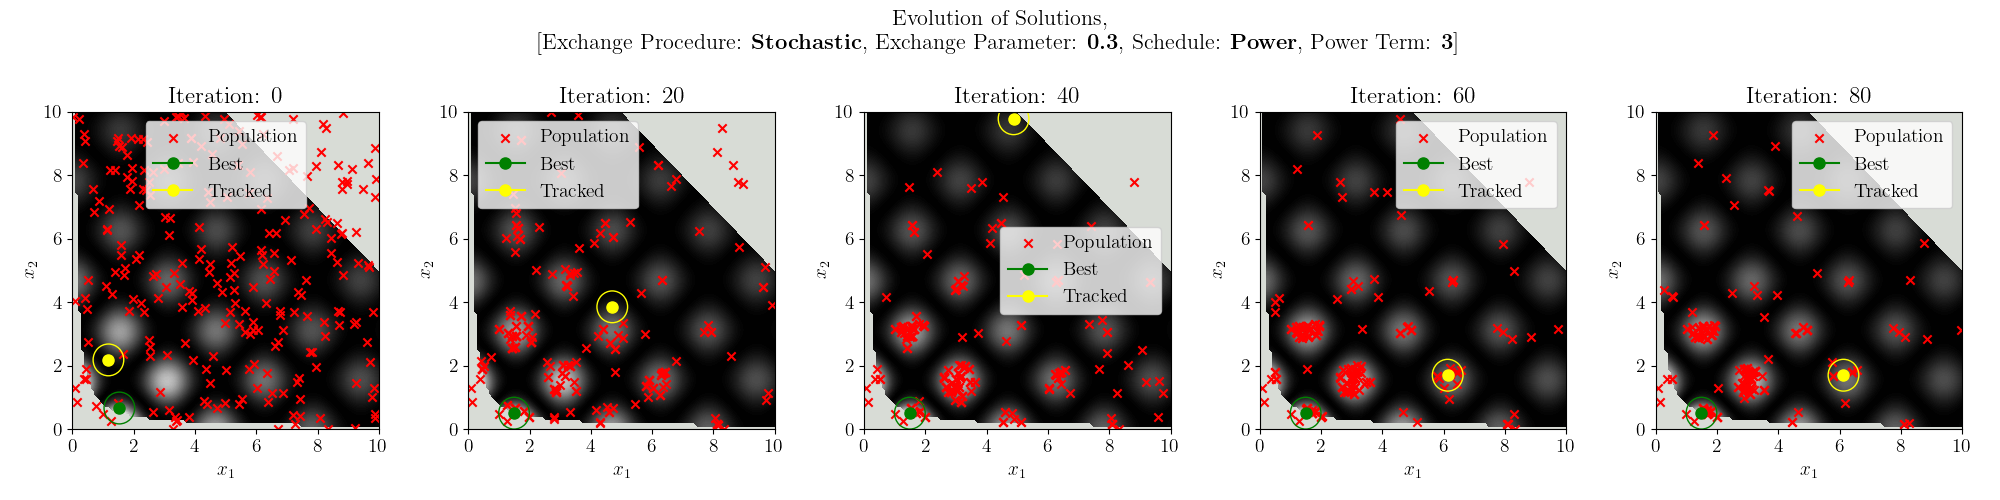 Evolution of Solutions,
[Exchange Procedure: Stochastic, Exchange Parameter: 0.3, Schedule: Power, Power Term: 3]
Iteration: 0
10
8
6
4
2
0
x2
Population
Best
Tracked
0 2 4 6 8 10
x1
Iteration: 20
10
8
6
4
2
0
x2
Population
Best
Tracked
0 2 4 6 8 10
x1
Iteration: 40
10
8
6
4
2
0
x2
Population
Best
Tracked
0 2 4 6 8 10
x1
Iteration: 60
10
8
6
4
2
0
x2
Population
Best
Tracked
0 2 4 6 8 10
x1
Iteration: 80
10
8
6
4
2
0
x2
Population
Best
Tracked
0 2 4 6 8 10
x1